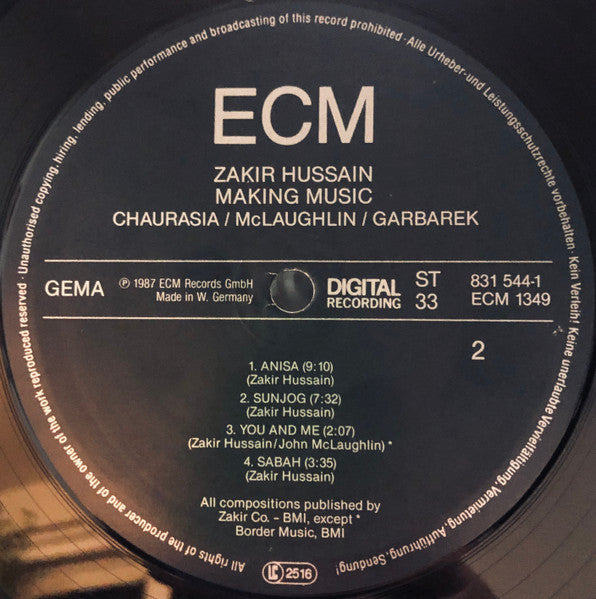 All rights of the producer and of the owner of the work reproduced reserved · Unauthorised copying, hiring, lending, public performance and broadcasting of this record prohibited · Alle Urheber-und Leistungsschutzrechte vorbehalten · Kein Verleih! Keine unerlaubte Vervielfältigung, Vermietung, Aufführung, Sendung!
ECM
ZAKIR HUSSAIN
MAKING MUSIC
CHAURASIA / McLAUGHLIN / GARBAREK
GEMA
℗ 1987 ECM Records GmbH
Made in W. Germany
DIGITAL
RECORDING
ST
33
831 544-1
ECM 1349
2
1. ANISA (9:10)
(Zakir Hussain)
2. SUNJOG (7:32)
(Zakir Hussain)
3. YOU AND ME (2:07)
(Zakir Hussain/John McLaughlin) *
4. SABAH (3:35)
(Zakir Hussain)
All compositions published by
Zakir Co. - BMI, except *
Border Music, BMI
LC 2516